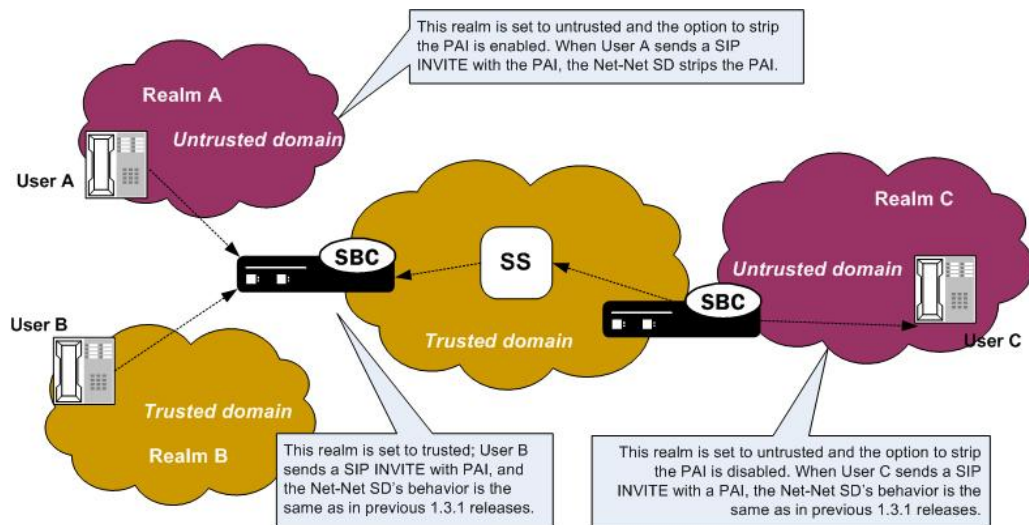 This realm is set to untrusted and the option to strip
the PAI is enabled. When User A sends a SIP
INVITE with the PAI, the Net-Net SD strips the PAI.
Realm A
Untrusted domain
User A
Realm C
SBC
SS
Untrusted domain
SBC
User B
Trusted domain
User C
Trusted domain
Realm B
This realm is set to trusted; User B
sends a SIP INVITE with PAI, and
the Net-Net SD's behavior is the
same as in previous 1.3.1 releases.
This realm is set to untrusted and the option to strip
the PAI is disabled. When User C sends a SIP
INVITE with a PAI, the Net-Net SD's behavior is the
same as in previous 1.3.1 releases.